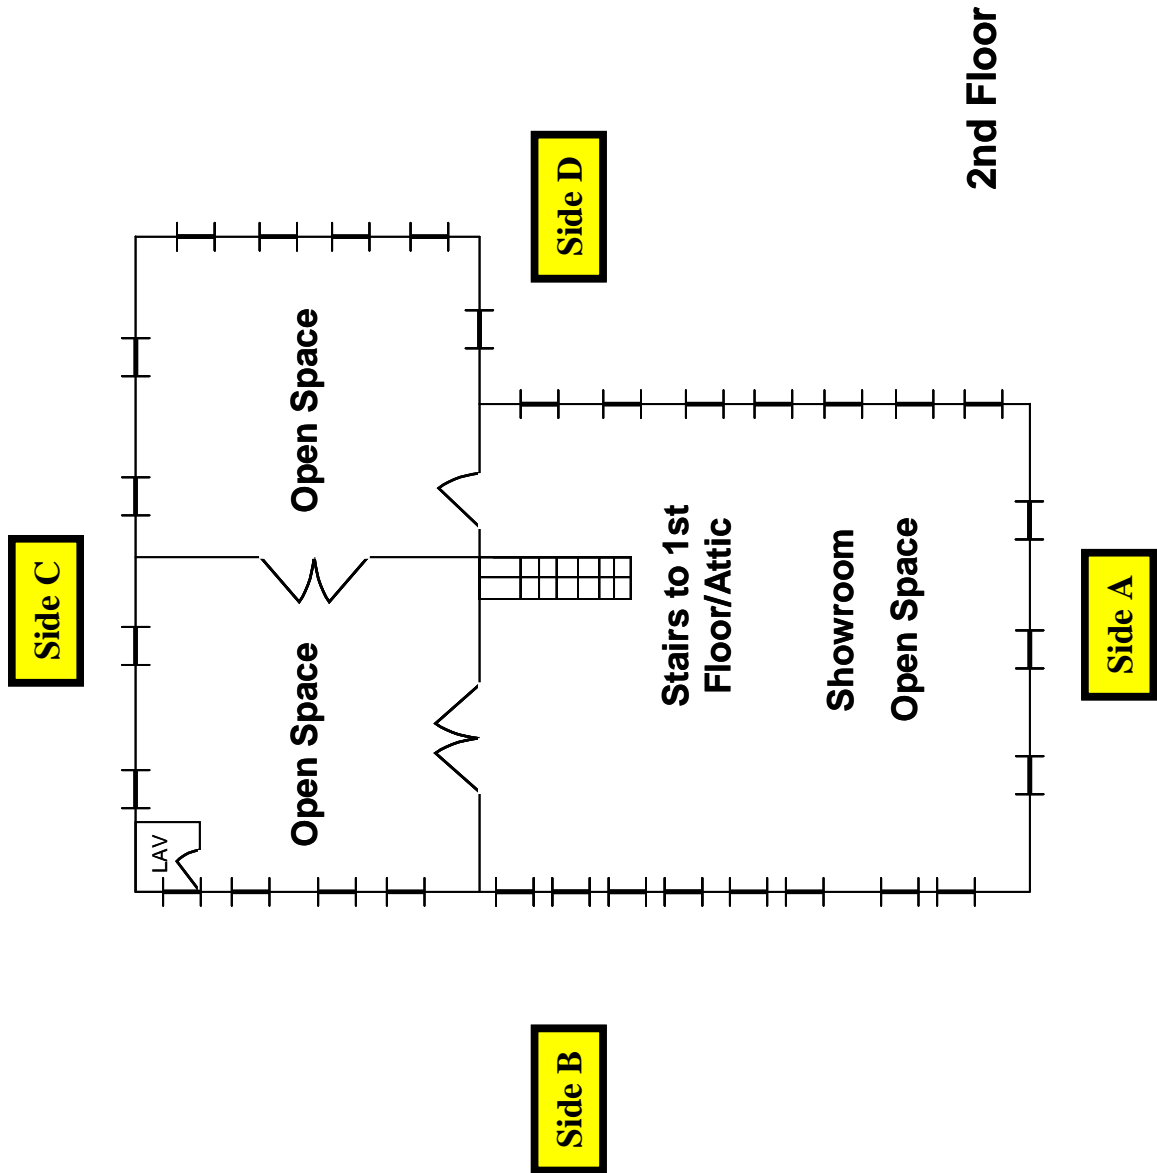 Side C
LAV
Open Space
Open Space
Side B
Side D
Stairs to 1st
Floor/Attic
Showroom
Open Space
2nd Floor
Side A